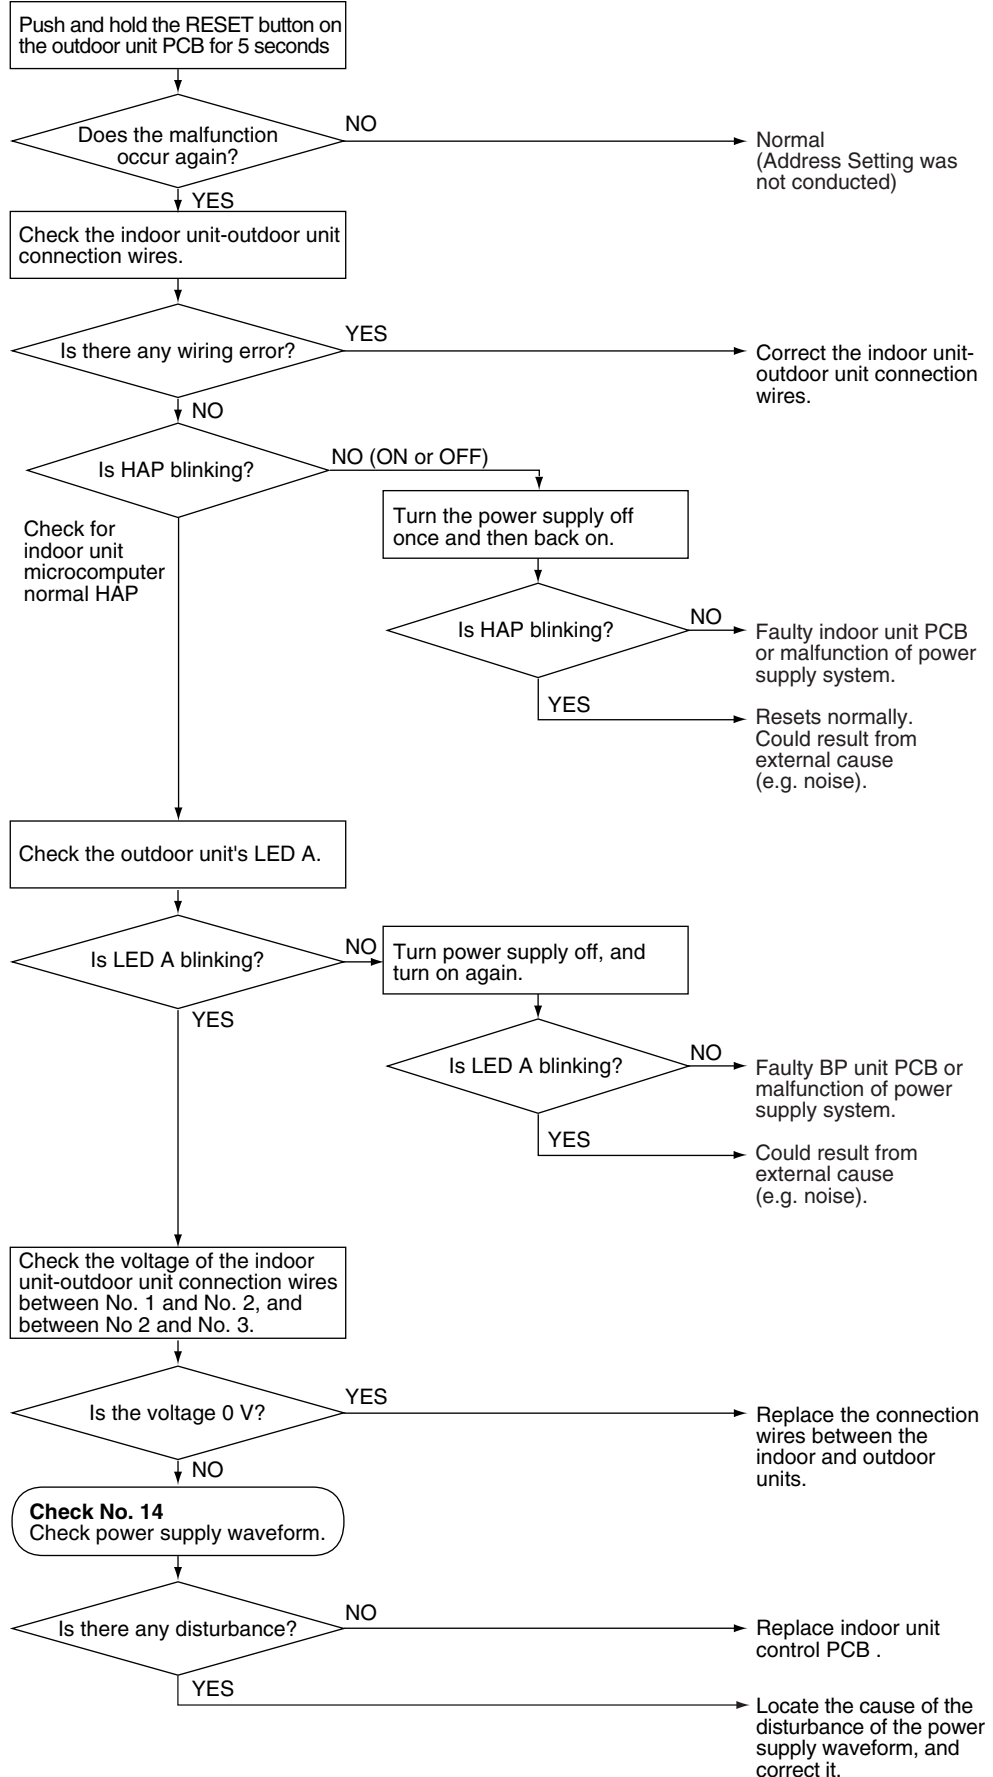 Push and hold the RESET button on
the outdoor unit PCB for 5 seconds
Does the malfunction
occur again?
NO
Normal
(Address Setting was
not conducted)
YES
Check the indoor unit-outdoor unit
connection wires.
Is there any wiring error?
YES
Correct the indoor unit-
outdoor unit connection
wires.
NO
Is HAP blinking?
NO (ON or OFF)
Turn the power supply off
once and then back on.
Check for
indoor unit
microcomputer
normal HAP
Is HAP blinking?
NO
Faulty indoor unit PCB
or malfunction of power
supply system.
YES
Resets normally.
Could result from
external cause
(e.g. noise).
Check the outdoor unit's LED A.
Is LED A blinking?
NO
Turn power supply off, and
turn on again.
YES
Is LED A blinking?
NO
Faulty BP unit PCB or
malfunction of power
supply system.
YES
Could result from
external cause
(e.g. noise).
Check the voltage of the indoor
unit-outdoor unit connection wires
between No. 1 and No. 2, and
between No 2 and No. 3.
Is the voltage 0 V?
YES
Replace the connection
wires between the
indoor and outdoor
units.
NO
Check No. 14
Check power supply waveform.
Is there any disturbance?
NO
Replace indoor unit
control PCB .
YES
Locate the cause of the
disturbance of the power
supply waveform, and
correct it.